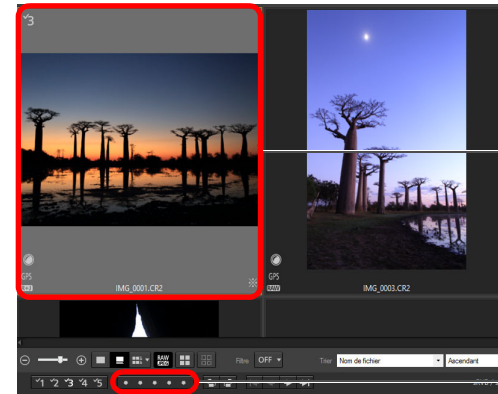 3
GPS
RAW
IMG_0001.CR2
GPS
RAW
IMG_0003.CR2
RAW
JPEG
Filtre OFF
Trier Nom de fichier Ascendant
1 2 3 4 5